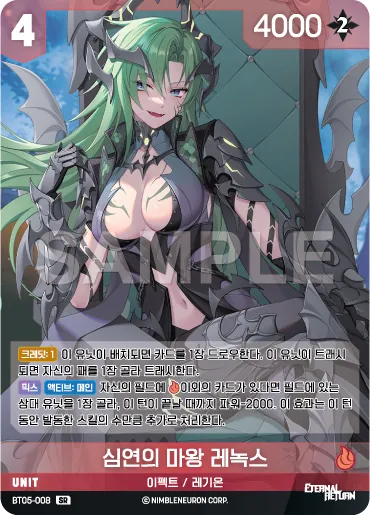 4
4000 2
SAMPLE
크레딧: 1 이 유닛이 배치되면 카드를 1장 드로우한다. 이 유닛이 트래시
되면 자신의 패를 1장 골라 트래시한다.
믹스 액티브: 메인 자신의 필드에 이외의 카드가 있다면 필드에 있는
상대 유닛을 1장 골라, 이 턴이 끝날 때까지 파워-2000. 이 효과는 이 턴
동안 발동한 스킬의 수만큼 추가로 처리한다.
심연의 마왕 레녹스
UNIT 이펙트 / 레기온
BT05-008 SR ⓒ NIMBLENEURON CORP. ETERNAL RETURN